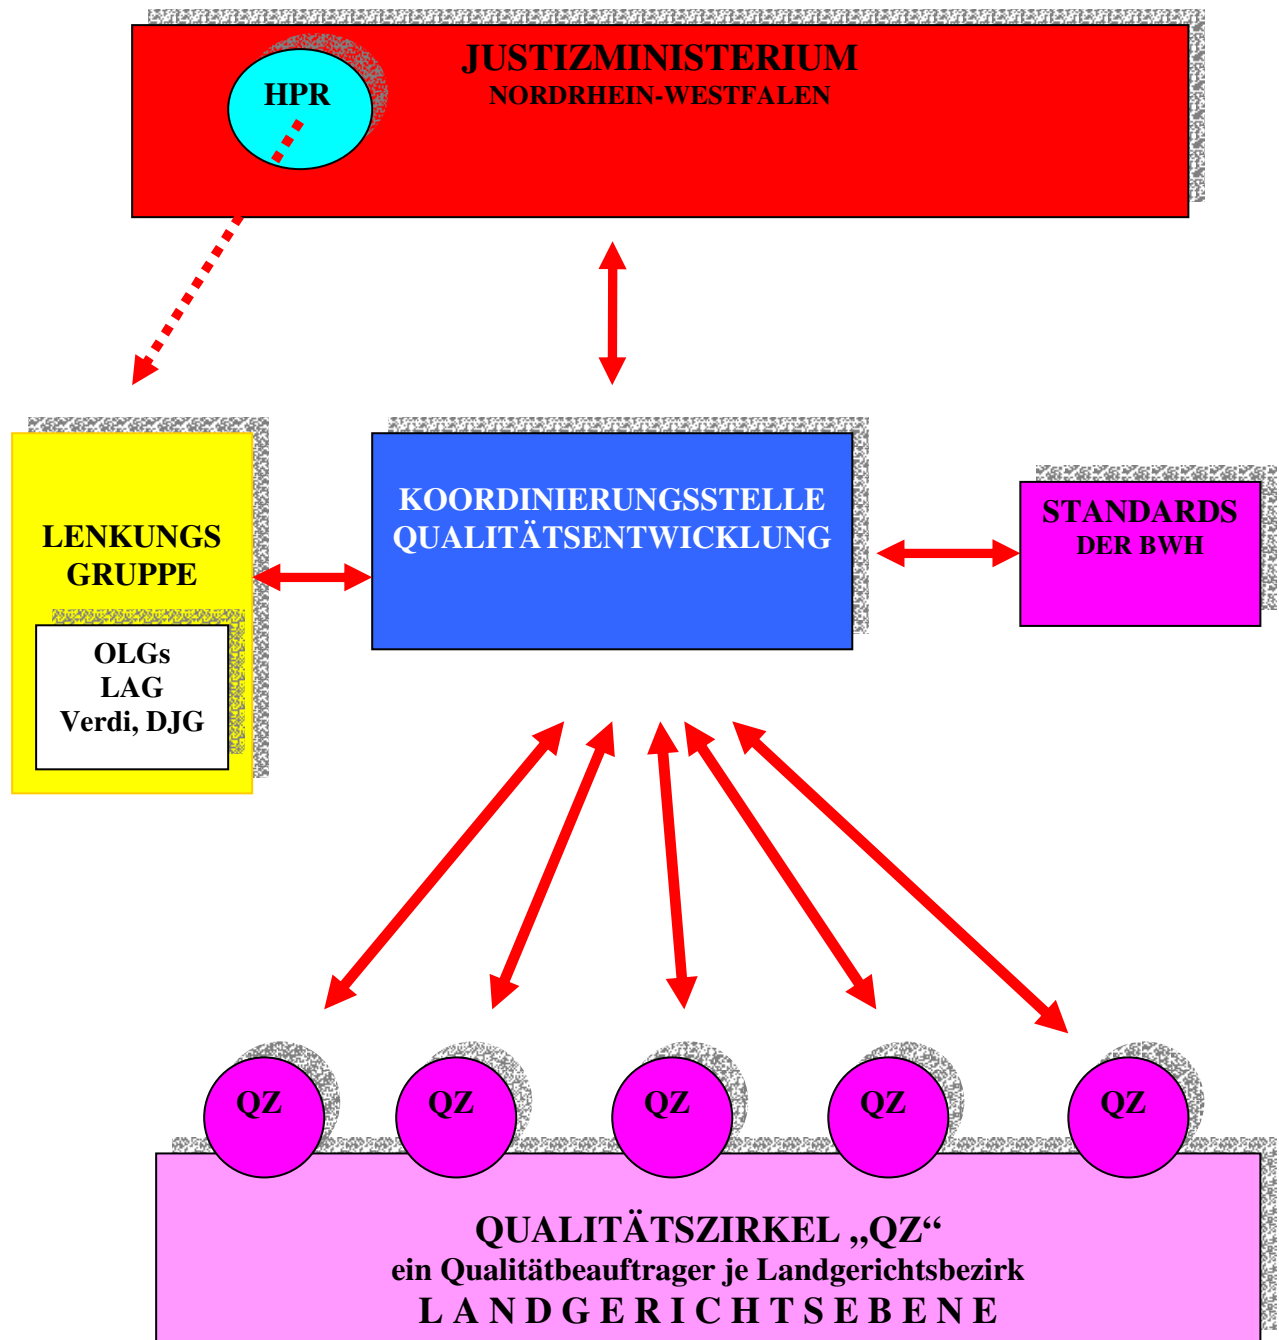 JUSTIZMINISTERIUM
NORDRHEIN-WESTFALEN
HPR
LENKUNGS
GRUPPE
OLGs
LAG
Verdi, DJG
KOORDINIERUNGSSTELLE
QUALITÄTSENTWICKLUNG
STANDARDS
DER BWH
QZ
QZ
QZ
QZ
QZ
QUALITÄTSZIRKEL „QZ“
ein Qualitätbeauftrager je Landgerichtsbezirk
L A N D G E R I C H T S E B E N E